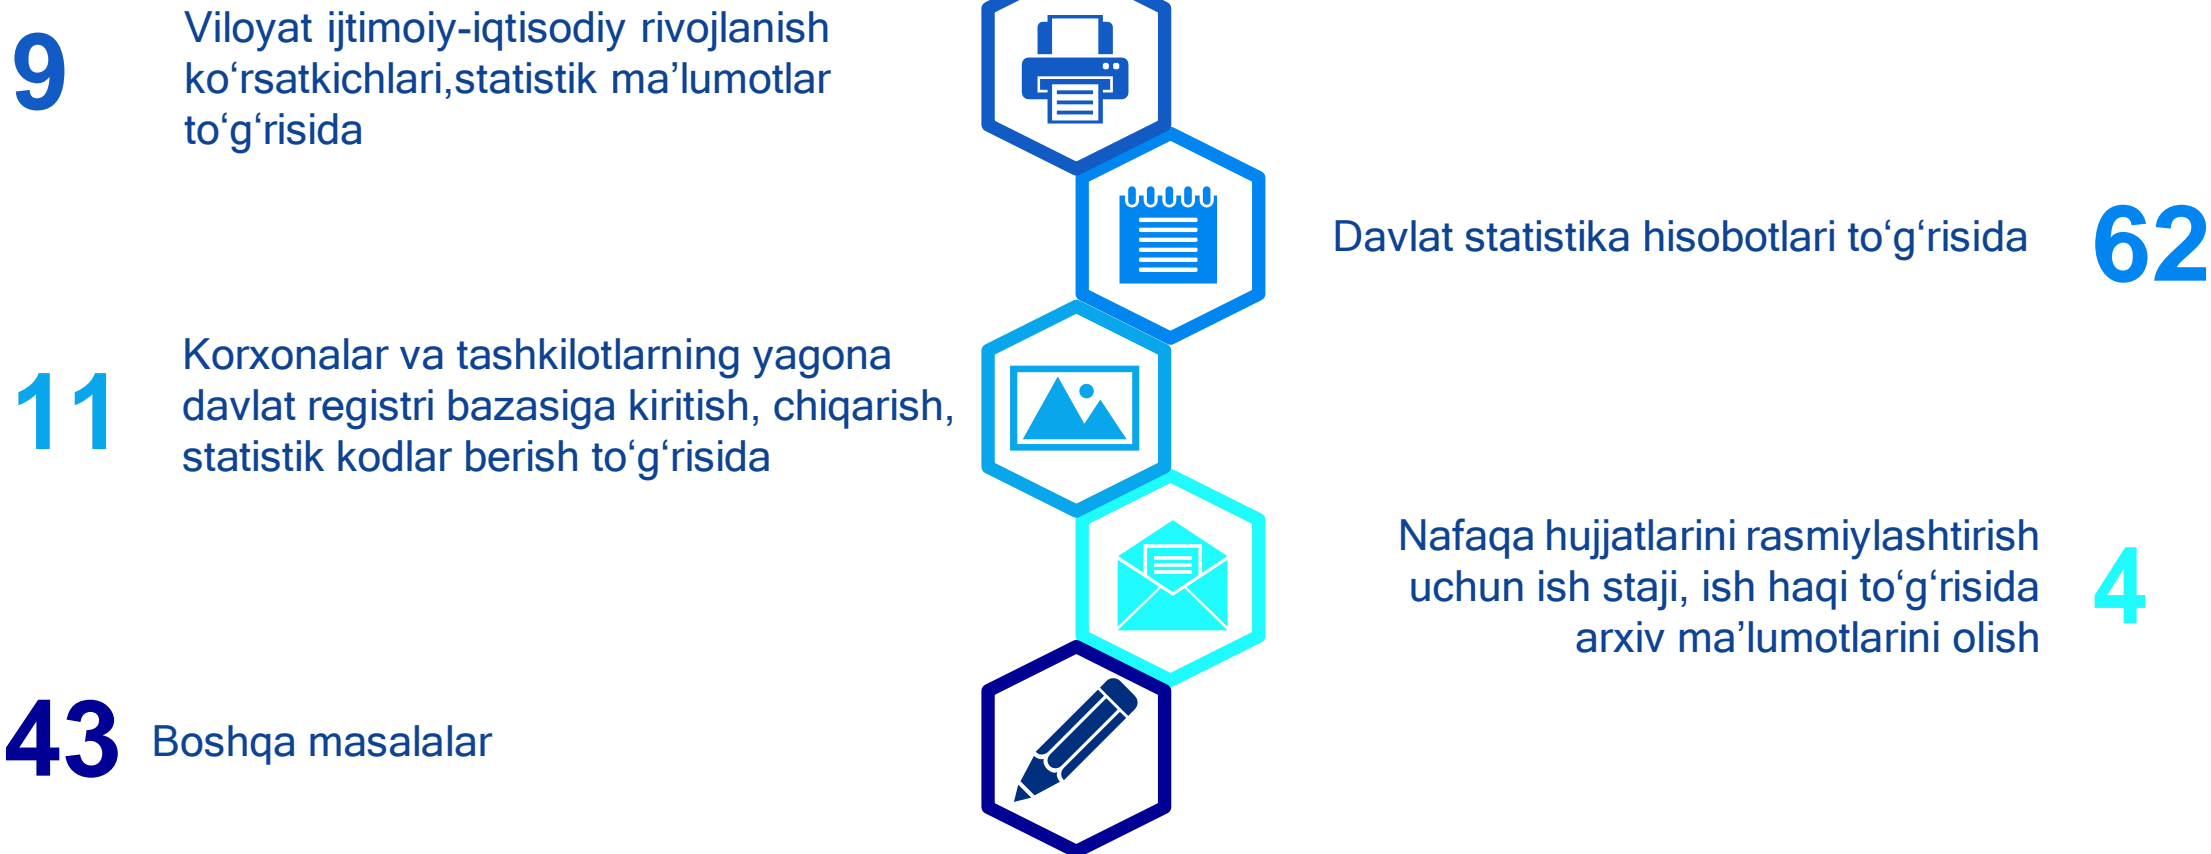 9
Viloyat ijtimoiy-iqtisodiy rivojlanish
ko‘rsatkichlari,statistik ma’lumotlar
to‘g‘risida
Davlat statistika hisobotlari to‘g‘risida
62
11
Korxonalar va tashkilotlarning yagona
davlat registri bazasiga kiritish, chiqarish,
statistik kodlar berish to‘g‘risida
Nafaqa hujjatlarini rasmiylashtirish
uchun ish staji, ish haqi to‘g‘risida
arxiv ma’lumotlarini olish
4
43
Boshqa masalalar